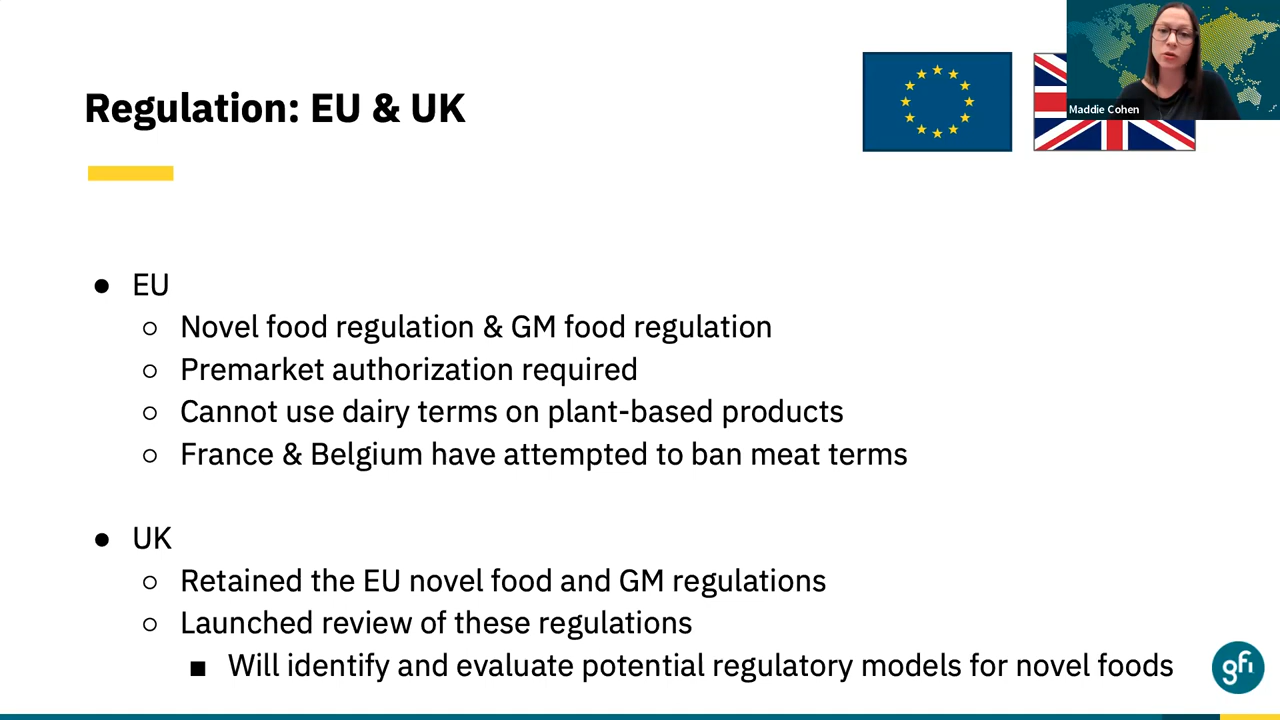 Regulation: EU & UK
Maddie Cohen
● EU
○ Novel food regulation & GM food regulation
○ Premarket authorization required
○ Cannot use dairy terms on plant-based products
○ France & Belgium have attempted to ban meat terms
● UK
○ Retained the EU novel food and GM regulations
○ Launched review of these regulations
■ Will identify and evaluate potential regulatory models for novel foods
gfi